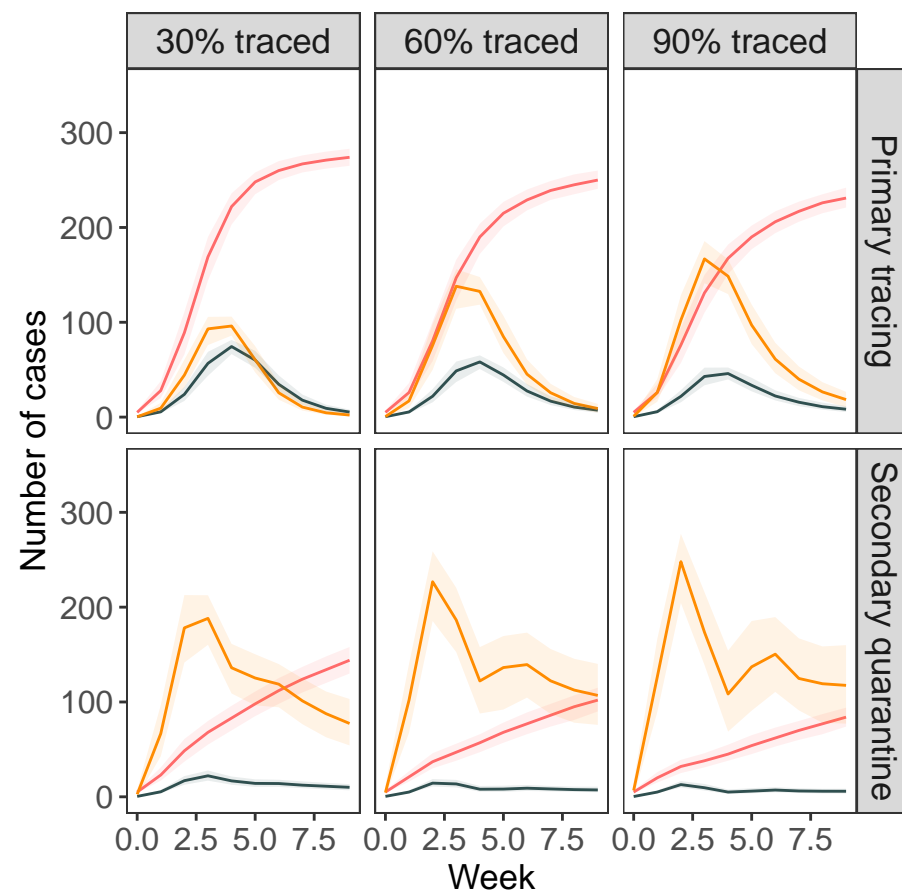 30% traced
60% traced
90% traced
Number of cases
300
200
100
0
Primary tracing
300
200
100
0
Secondary quarantine
0.0 2.5 5.0 7.5
0.0 2.5 5.0 7.5
0.0 2.5 5.0 7.5
Week